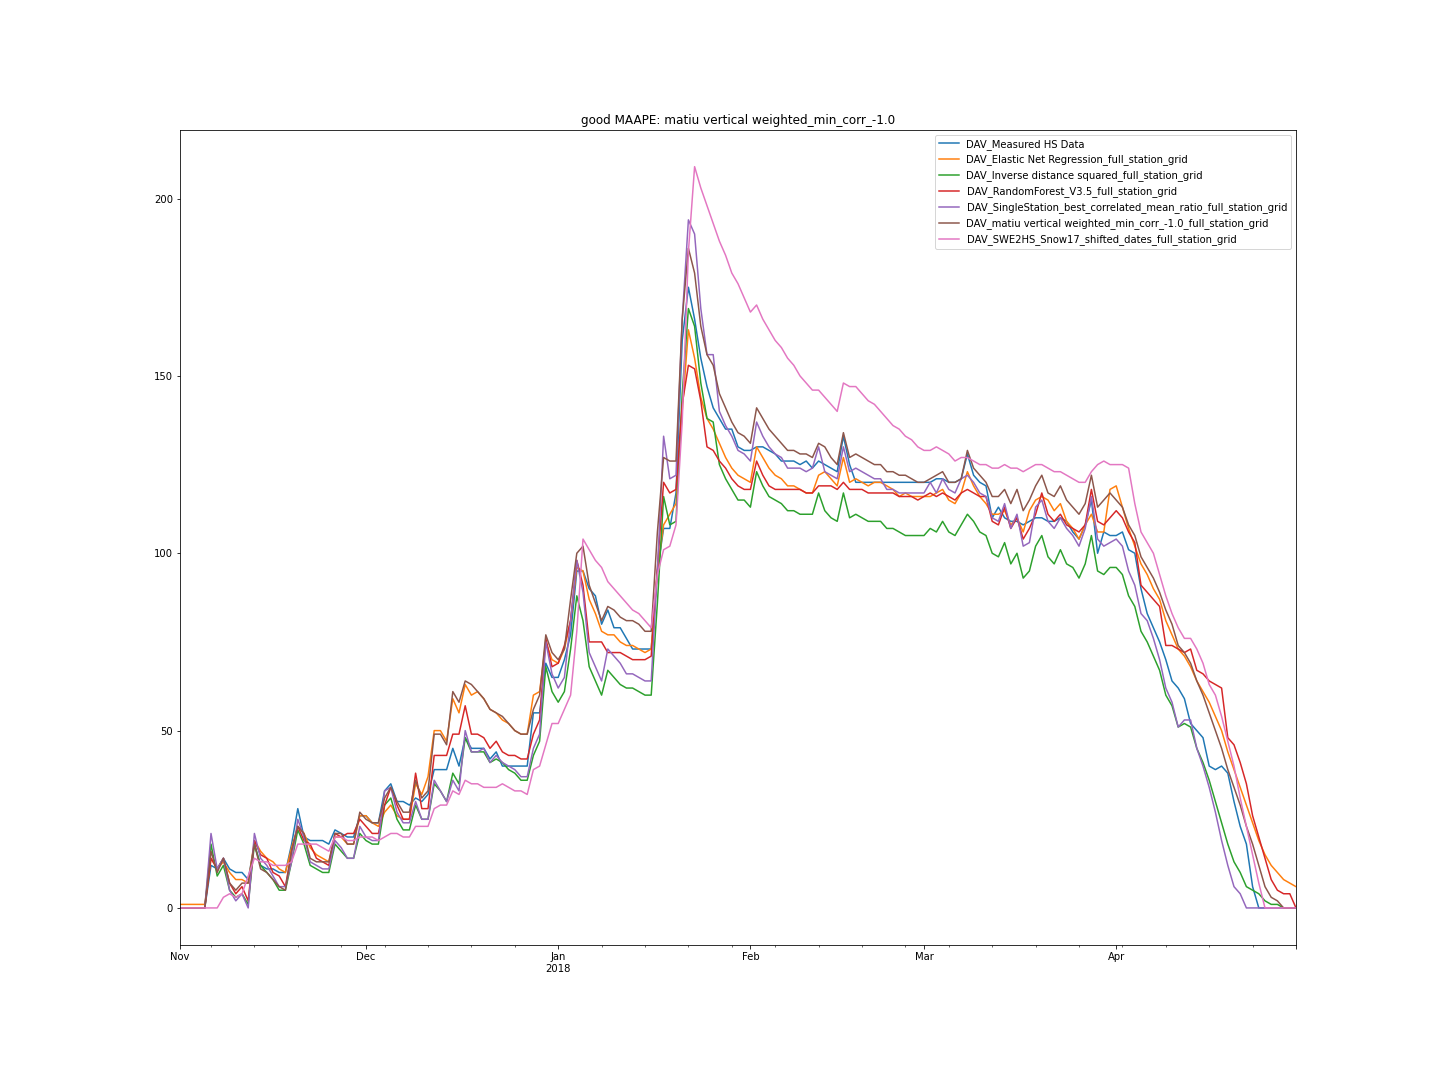 good MAAPE: matiu vertical weighted_min_corr_-1.0
DAV_Measured HS Data
DAV_Elastic Net Regression_full_station_grid
DAV_Inverse distance squared_full_station_grid
DAV_RandomForest_V3.5_full_station_grid
DAV_SingleStation_best_correlated_mean_ratio_full_station_grid
DAV_matiu vertical weighted_min_corr_-1.0_full_station_grid
DAV_SWE2HS_Snow17_shifted_dates_full_station_grid
200
150
100
50
0
Nov
Dec
Jan
2018
Feb
Mar
Apr